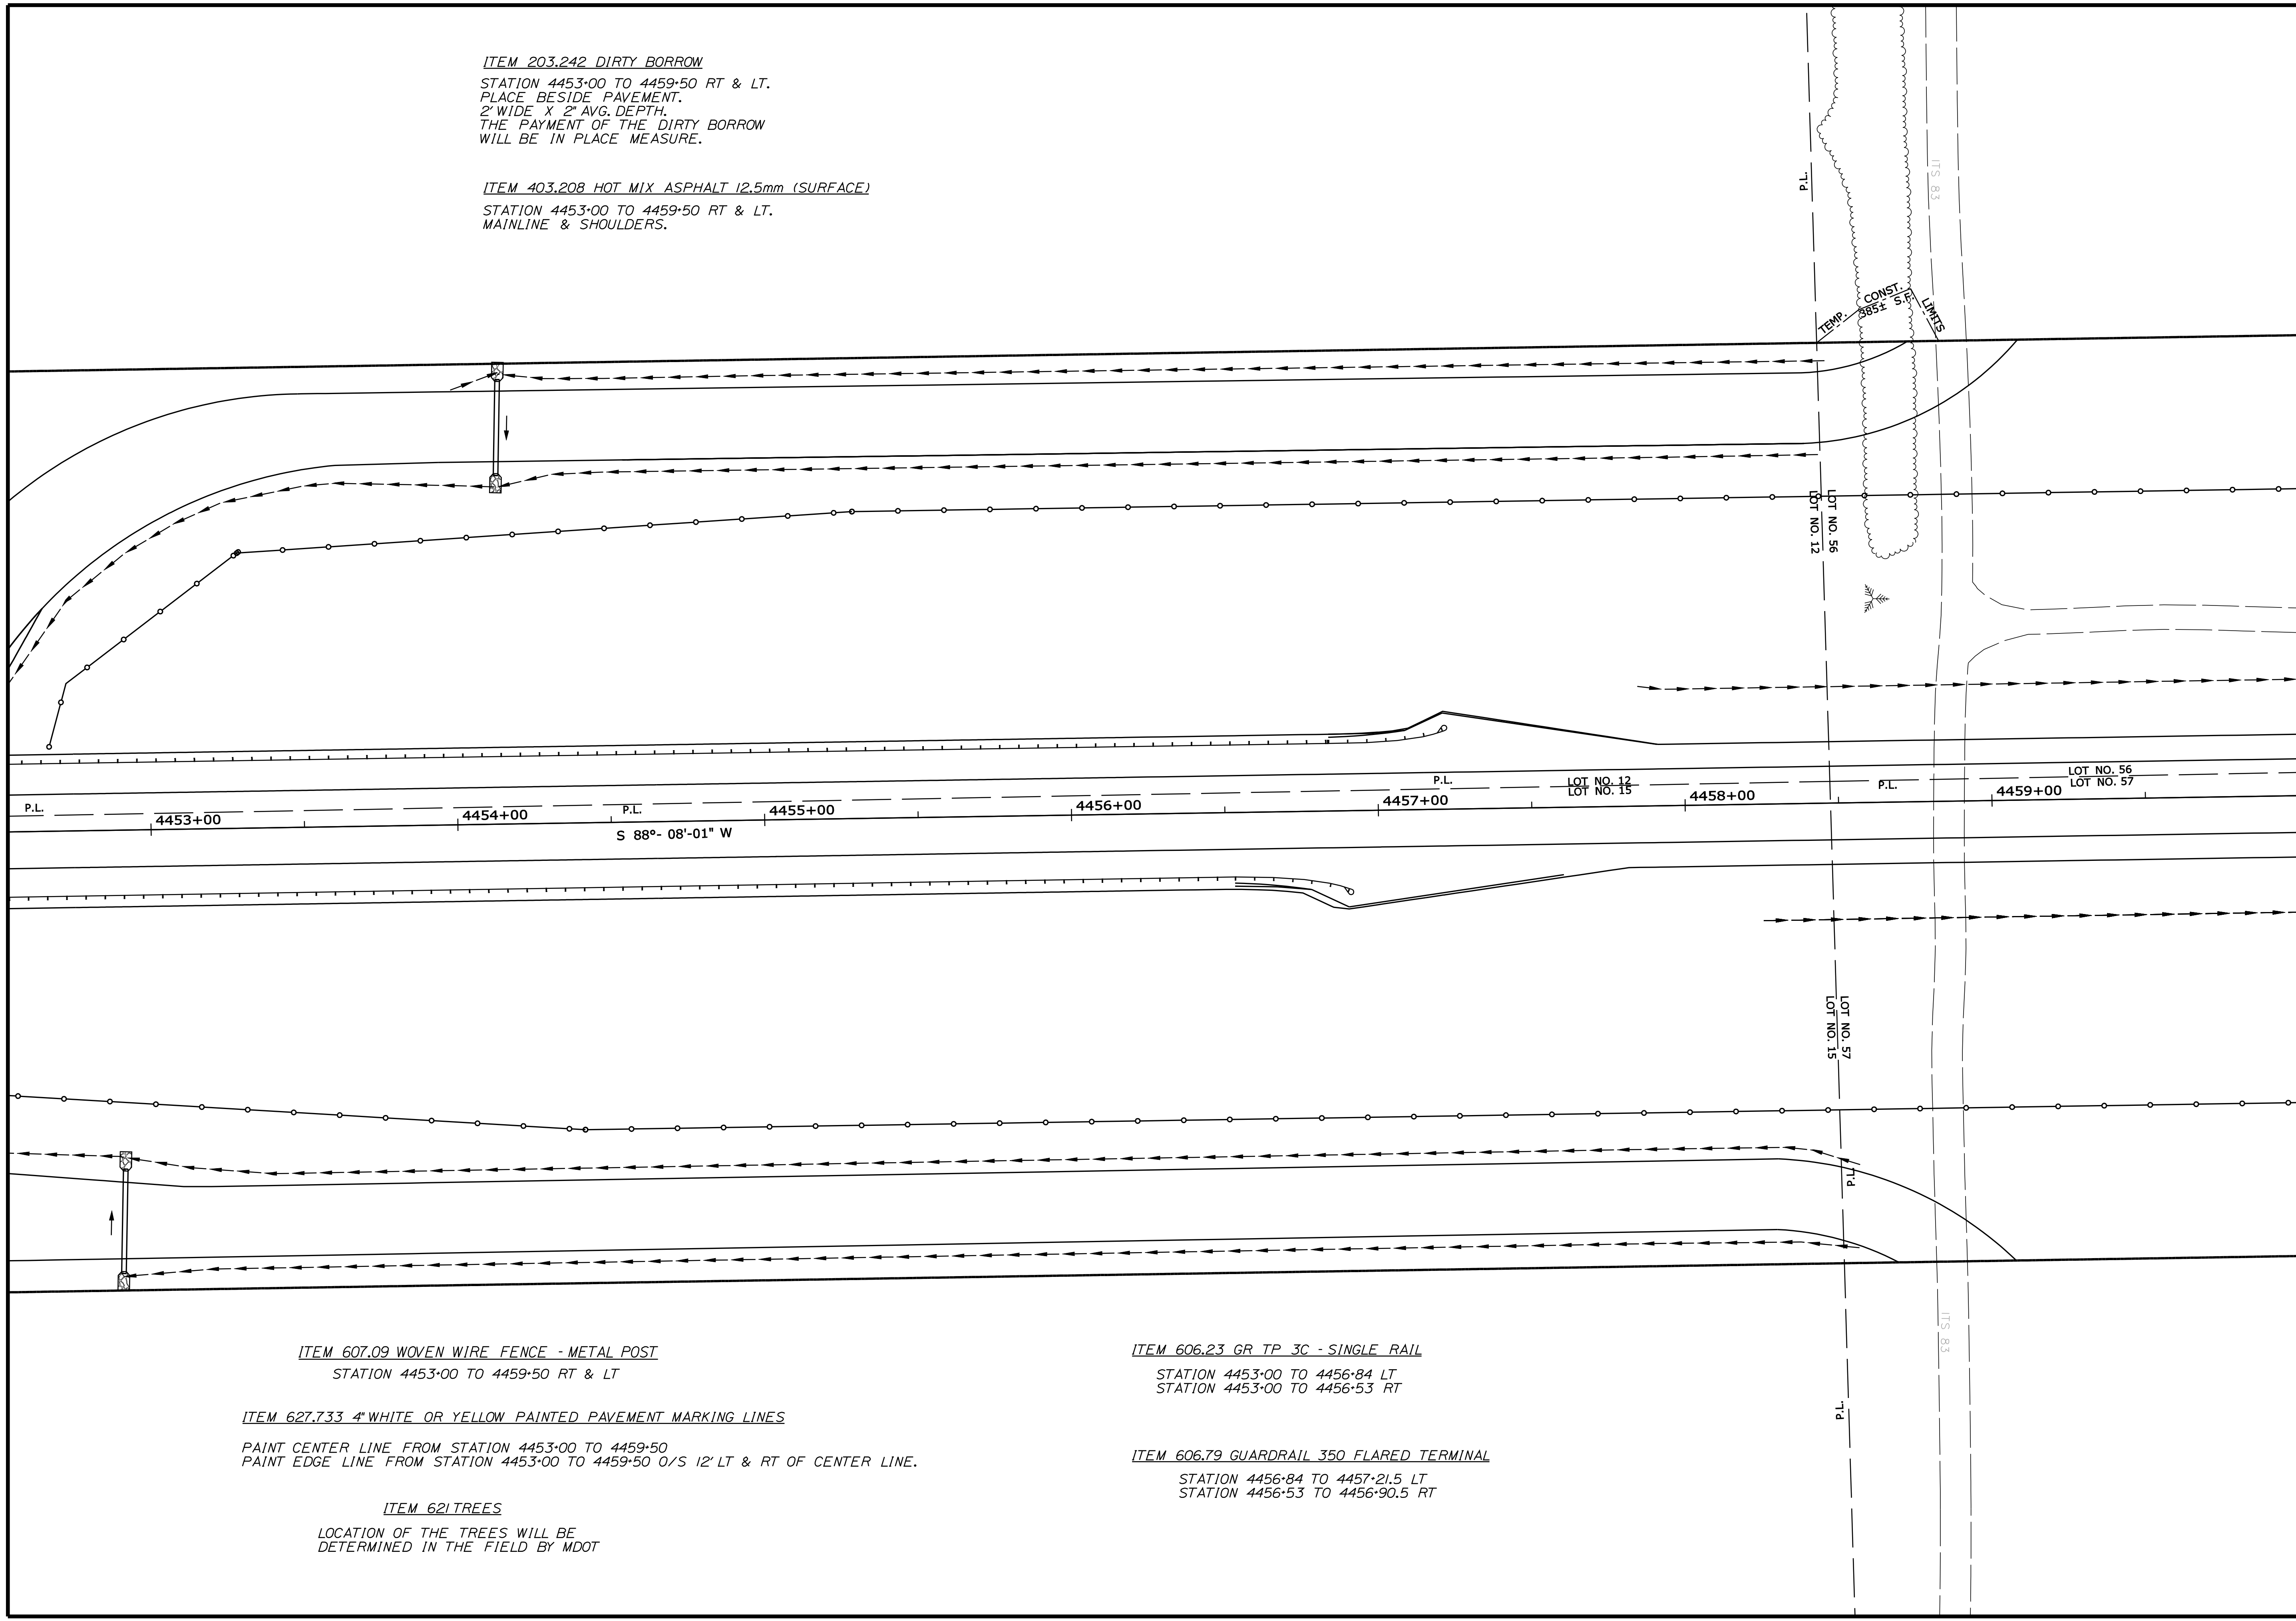 ITEM 203.242 DIRTY BORROW
STATION 4453+00 TO 4459+50 RT & LT.
PLACE BESIDE PAVEMENT.
2' WIDE X 2" AVG. DEPTH.
THE PAYMENT OF THE DIRTY BORROW
WILL BE IN PLACE MEASURE.
ITEM 403.208 HOT MIX ASPHALT 12.5mm (SURFACE)
STATION 4453+00 TO 4459+50 RT & LT.
MAINLINE & SHOULDERS.
P.L.
ITS 83
TEMP. CONST. LIMITS
385± S.F.
LOT NO. 56
LOT NO. 12
P.L.
LOT NO. 12
LOT NO. 15
P.L.
LOT NO. 56
LOT NO. 57
P.L.
P.L.
4453+00
4454+00
4455+00
4456+00
4457+00
4458+00
4459+00
S 88°- 08'-01" W
LOT NO. 57
LOT NO. 15
P.L.
ITS 83
P.L.
ITEM 607.09 WOVEN WIRE FENCE - METAL POST
STATION 4453+00 TO 4459+50 RT & LT
ITEM 627.733 4" WHITE OR YELLOW PAINTED PAVEMENT MARKING LINES
PAINT CENTER LINE FROM STATION 4453+00 TO 4459+50
PAINT EDGE LINE FROM STATION 4453+00 TO 4459+50 O/S 12' LT & RT OF CENTER LINE.
ITEM 621 TREES
LOCATION OF THE TREES WILL BE
DETERMINED IN THE FIELD BY MDOT
ITEM 606.23 GR TP 3C - SINGLE RAIL
STATION 4453+00 TO 4456+84 LT
STATION 4453+00 TO 4456+53 RT
ITEM 606.79 GUARDRAIL 350 FLARED TERMINAL
STATION 4456+84 TO 4457+21.5 LT
STATION 4456+53 TO 4456+90.5 RT